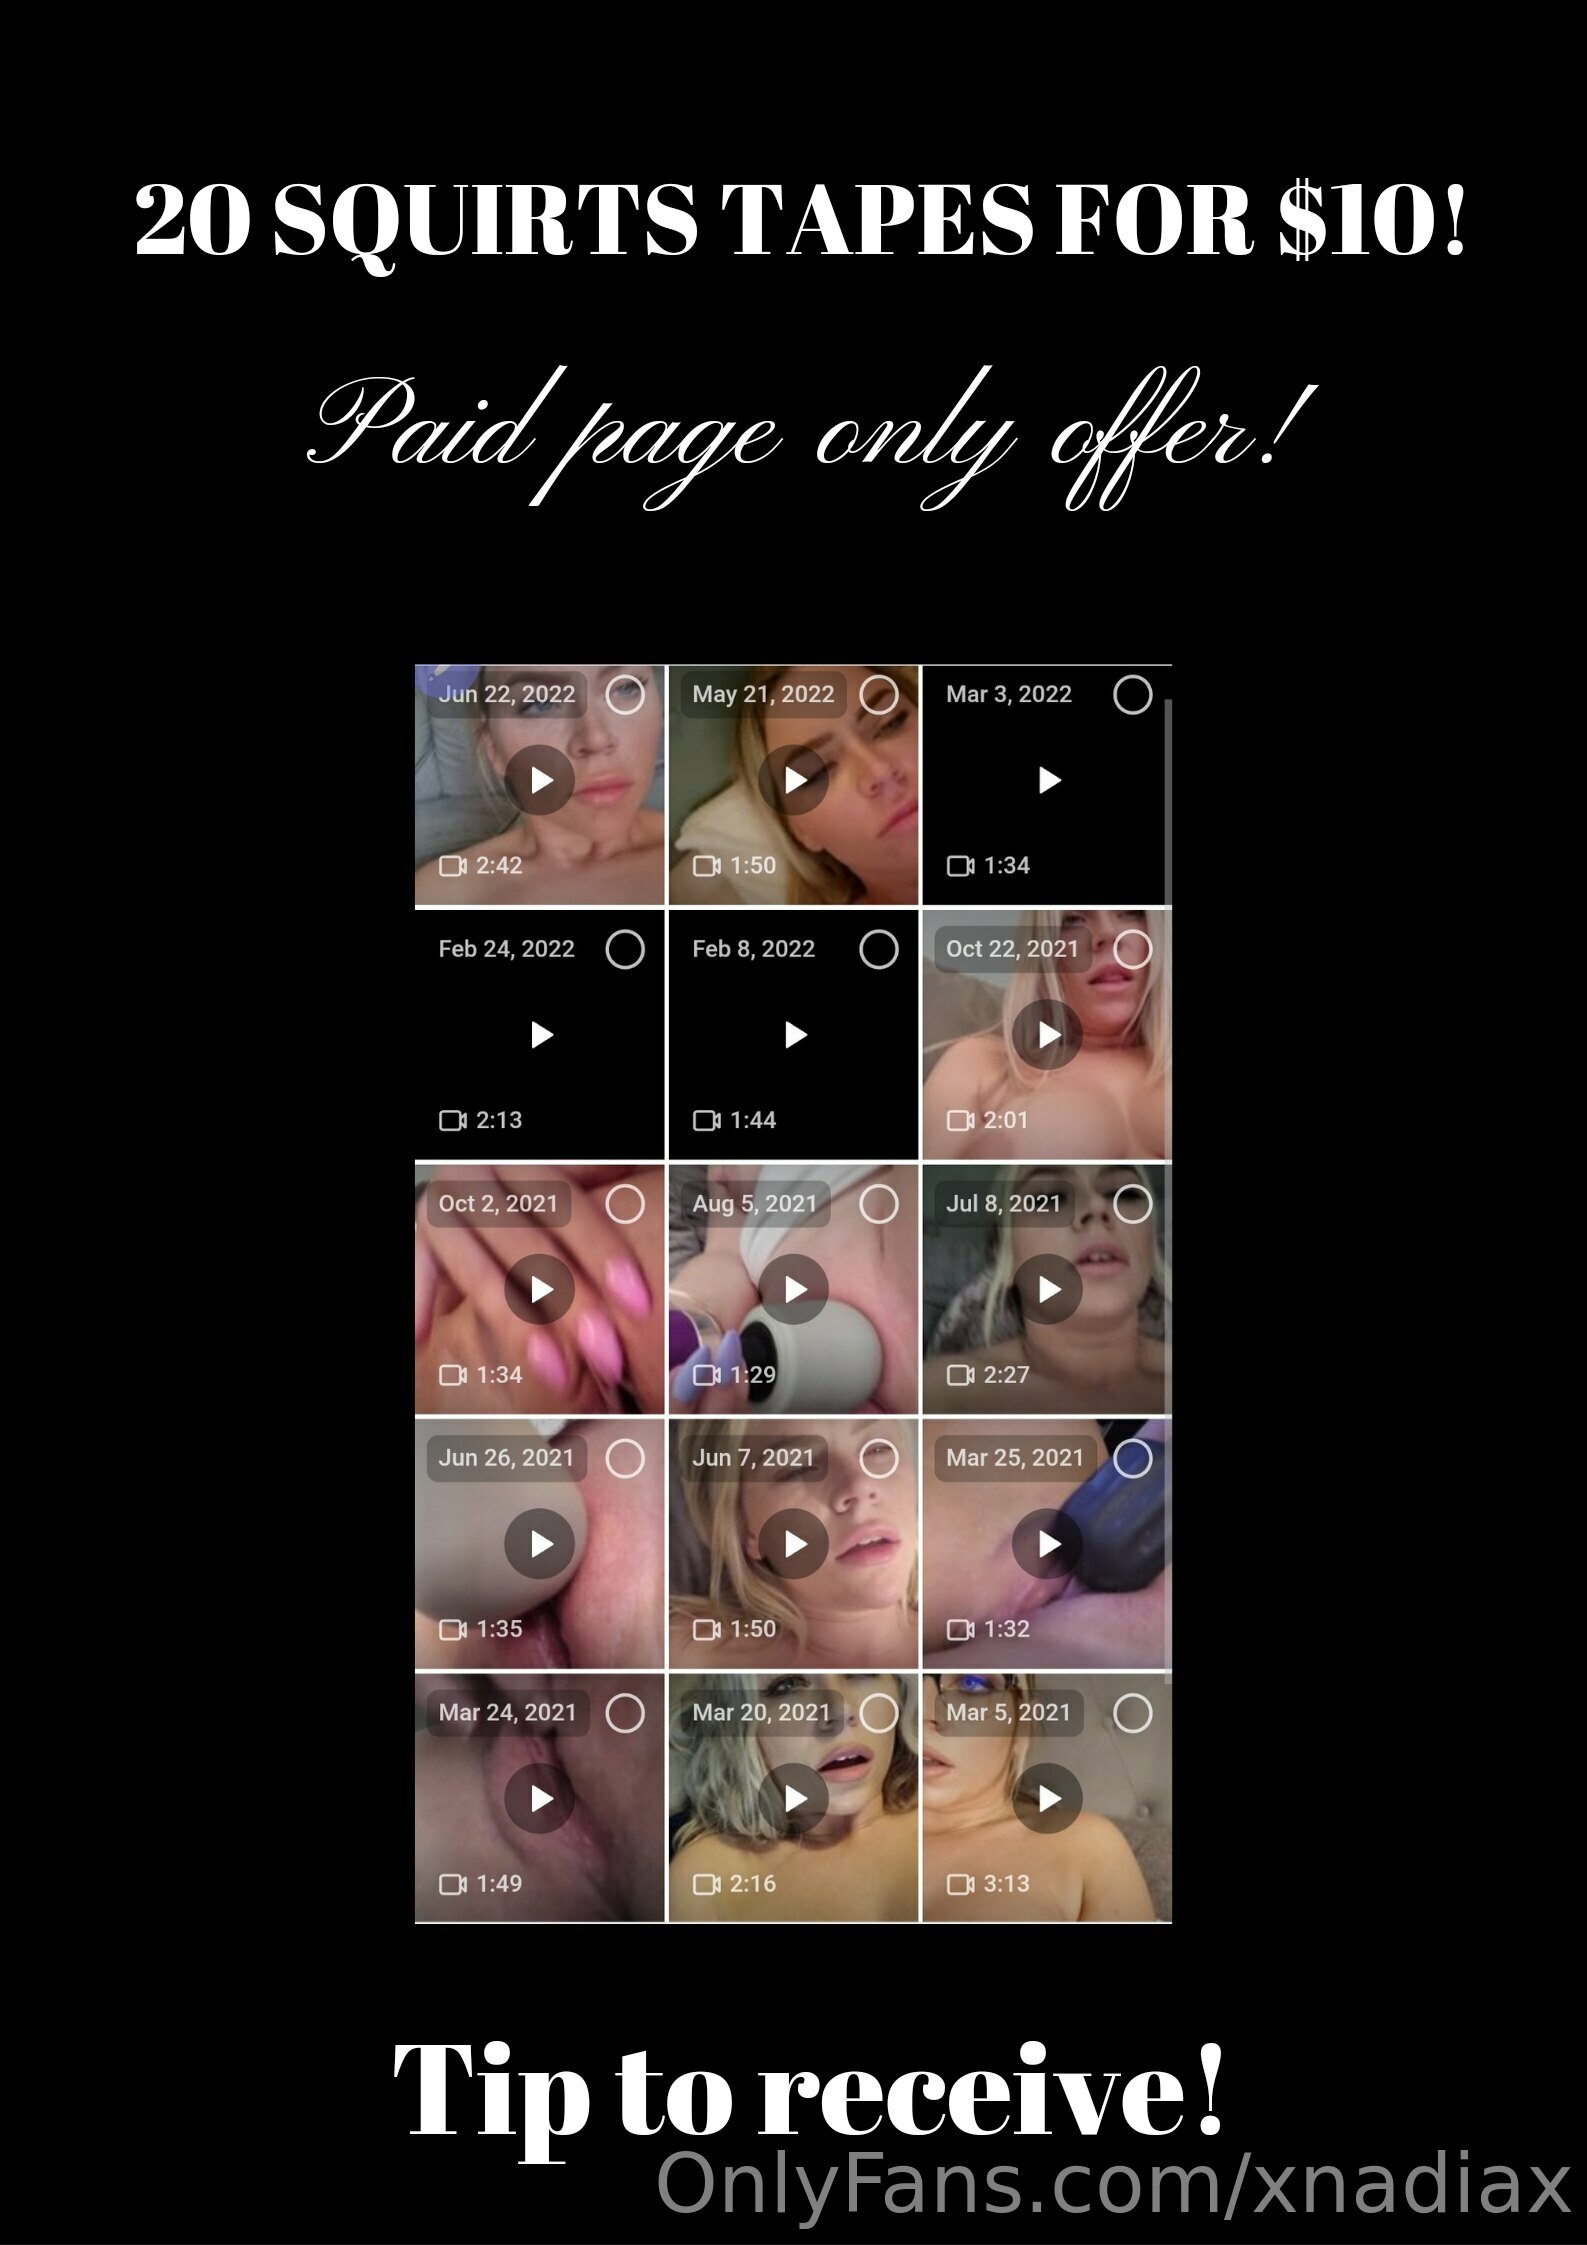 20 SQUIRTS TAPES FOR $10!
Paid page only offer!
Jun 22, 2022
May 21, 2022
Mar 3, 2022
2:42
1:50
1:34
Feb 24, 2022
Feb 8, 2022
Oct 22, 2021
2:13
1:44
2:01
Oct 2, 2021
Aug 5, 2021
Jul 8, 2021
1:34
1:29
2:27
Jun 26, 2021
Jun 7, 2021
Mar 25, 2021
1:35
1:50
1:32
Mar 24, 2021
Mar 20, 2021
Mar 5, 2021
1:49
2:16
3:13
Tip to receive!
OnlyFans.com/xnadiax